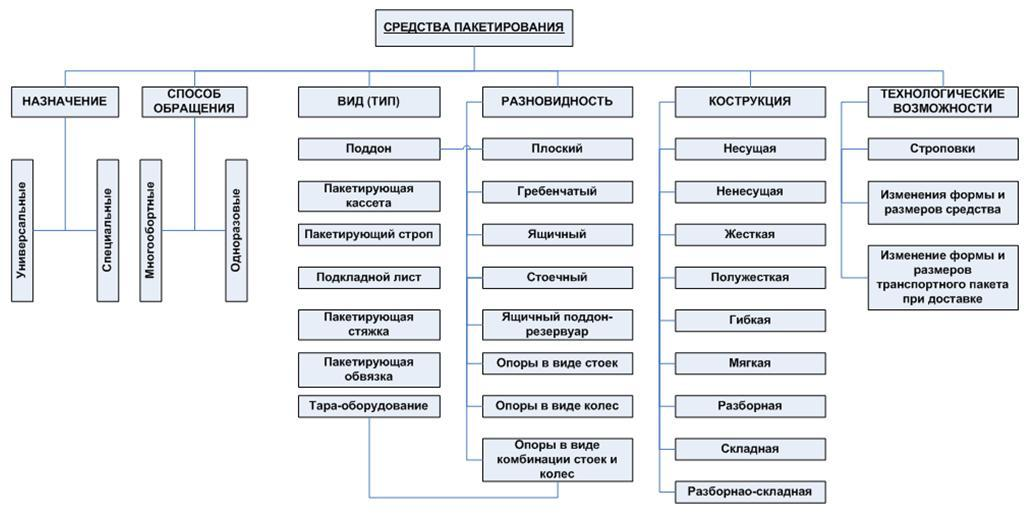 СРЕДСТВА ПАКЕТИРОВАНИЯ
НАЗНАЧЕНИЕ
Универсальные
Специальные
СПОСОБ
ОБРАЩЕНИЯ
Многообортные
Одноразовые
ВИД (ТИП)
Поддон
Пакетирующая
кассета
Пакетирующий строп
Подкладной лист
Пакетирующая
стяжка
Пакетирующая
обвязка
Тара-оборудование
РАЗНОВИДНОСТЬ
Плоский
Гребенчатый
Ящичный
Стоечный
Ящичный поддон-
резервуар
Опоры в виде стоек
Опоры в виде колес
Опоры в виде
комбинации стоек и
колес
КОСТРУКЦИЯ
Несущая
Ненесущая
Жесткая
Полужесткая
Гибкая
Мягкая
Разборная
Складная
Разборнао-складная
ТЕХНОЛОГИЧЕСКИЕ
ВОЗМОЖНОСТИ
Строповки
Изменения формы и
размеров средства
Изменение формы и
размеров
транспортного пакета
при доставке